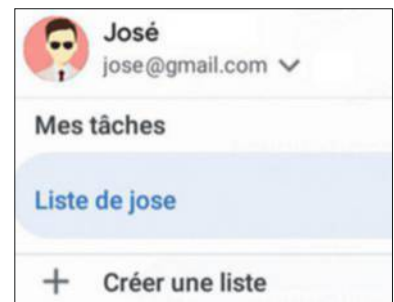 José
jose@gmail.com
Mes tâches
Liste de jose
+ Créer une liste